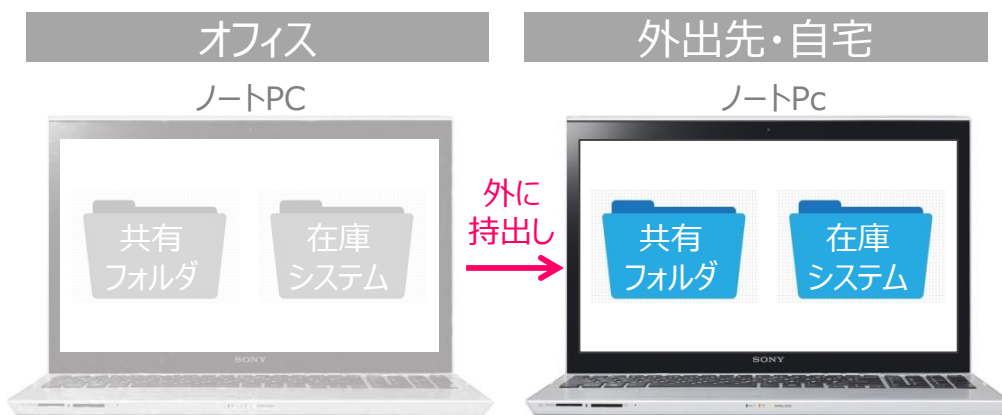 オフィス
外出先・自宅
ノートPC
ノートPc
共有
フォルダ
在庫
システム
外に
持出し
共有
フォルダ
在庫
システム
SONY
SONY